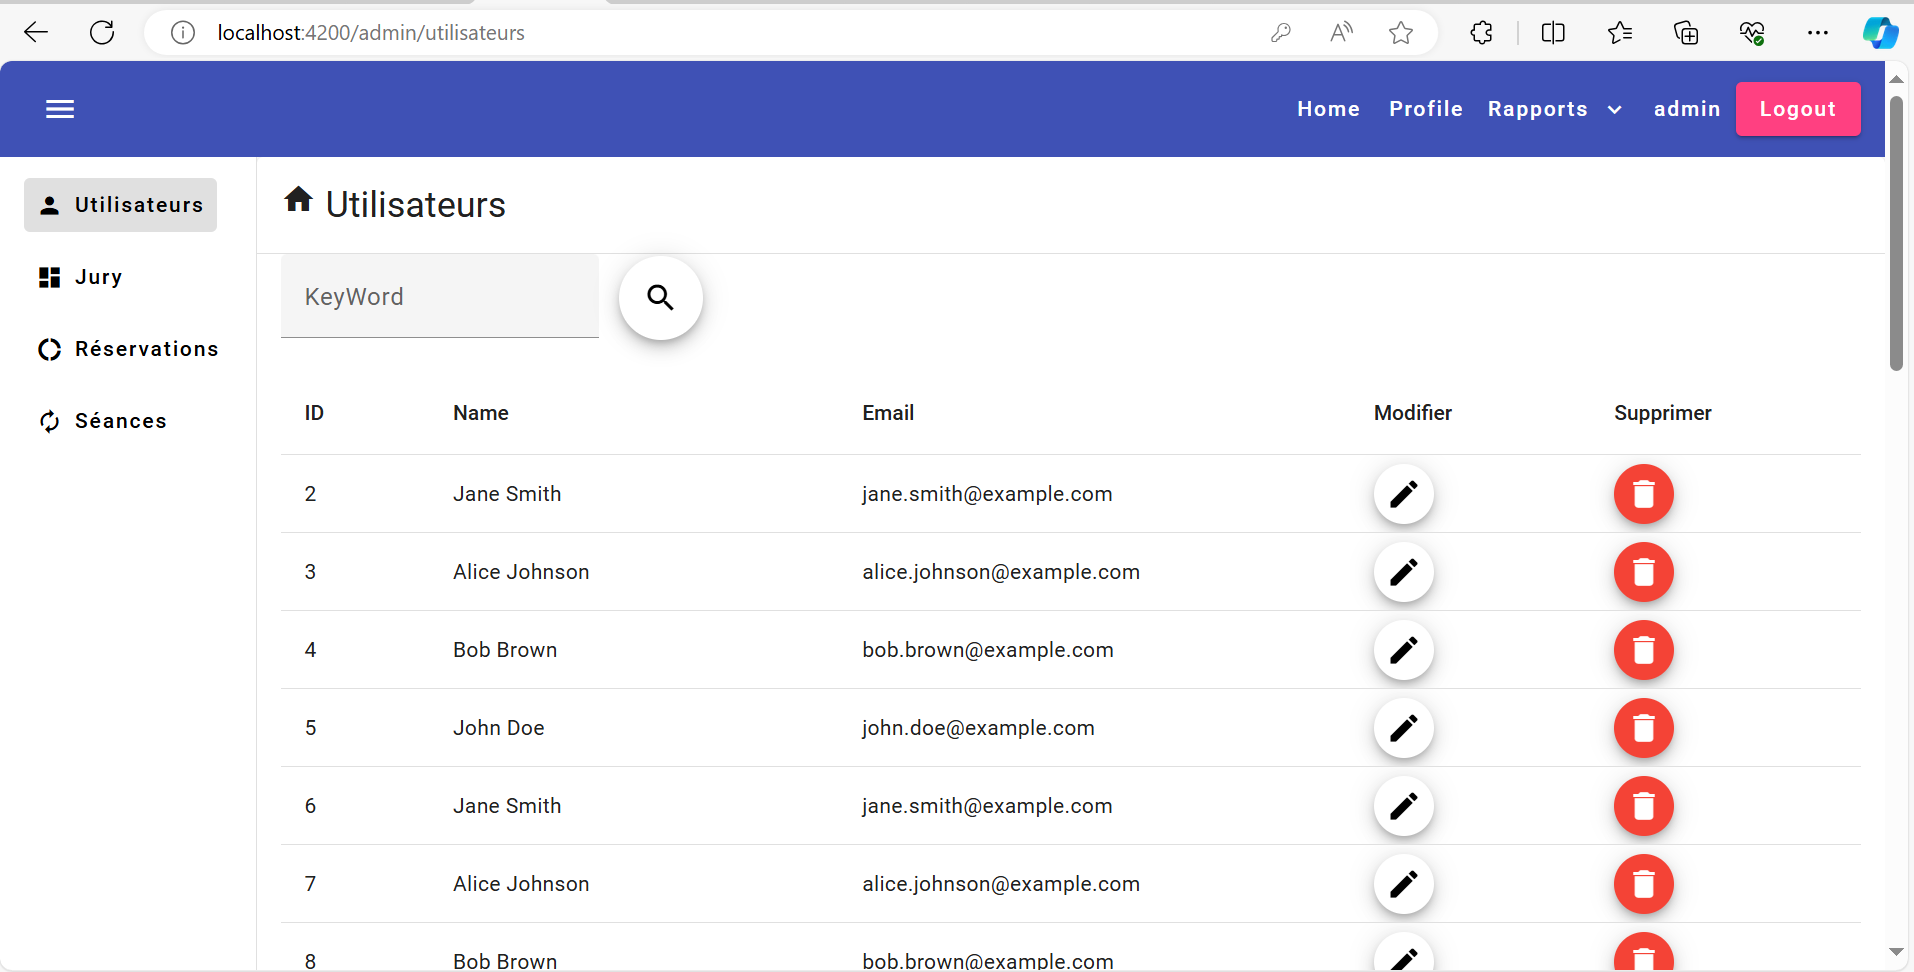 localhost:4200/admin/utilisateurs
Home Profile Rapports admin Logout
Utilisateurs
Jury
Réservations
Séances
Utilisateurs
KeyWord
ID Name Email Modifier Supprimer
2 Jane Smith jane.smith@example.com
3 Alice Johnson alice.johnson@example.com
4 Bob Brown bob.brown@example.com
5 John Doe john.doe@example.com
6 Jane Smith jane.smith@example.com
7 Alice Johnson alice.johnson@example.com
8 Bob Brown bob.brown@example.com